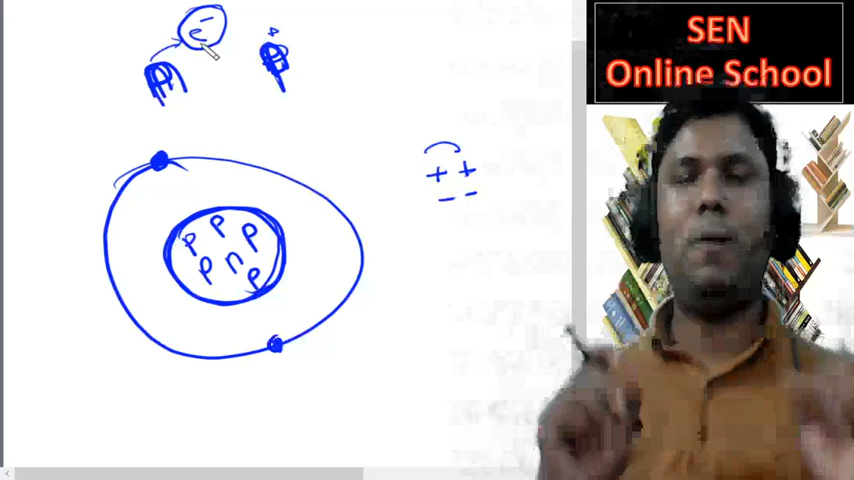 SEN
Online School
e⁻
p
+ +
- -
p p p
p n p